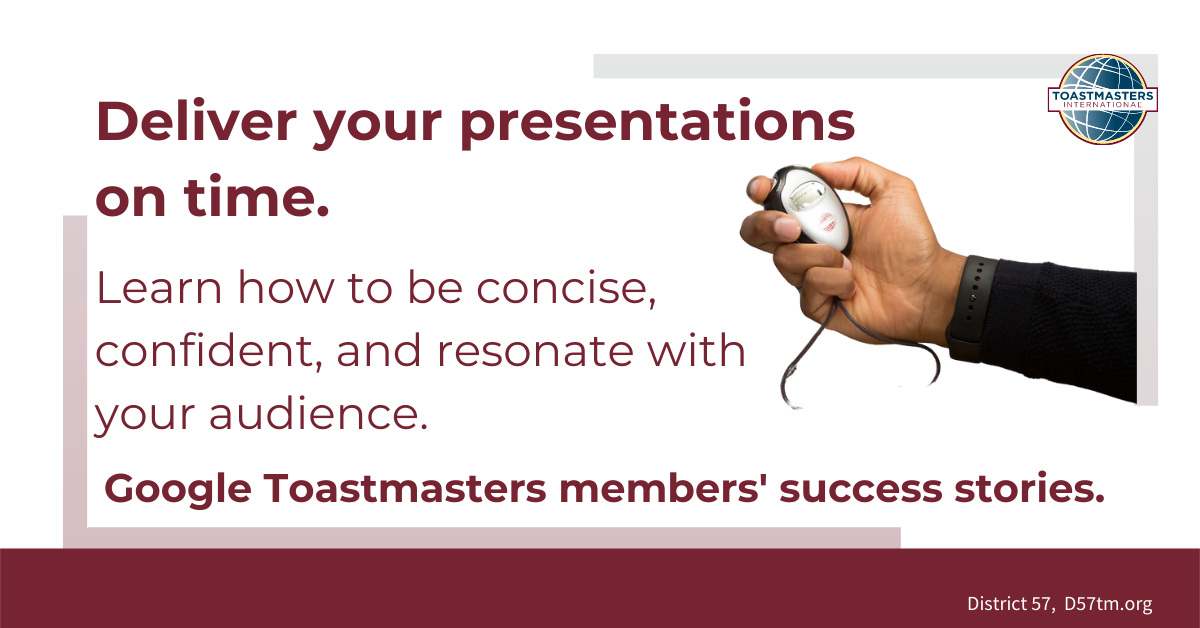 TOASTMASTERS
INTERNATIONAL
Deliver your presentations
on time.
Learn how to be concise,
confident, and resonate with
your audience.
Google Toastmasters members' success stories.
District 57,  D57tm.org